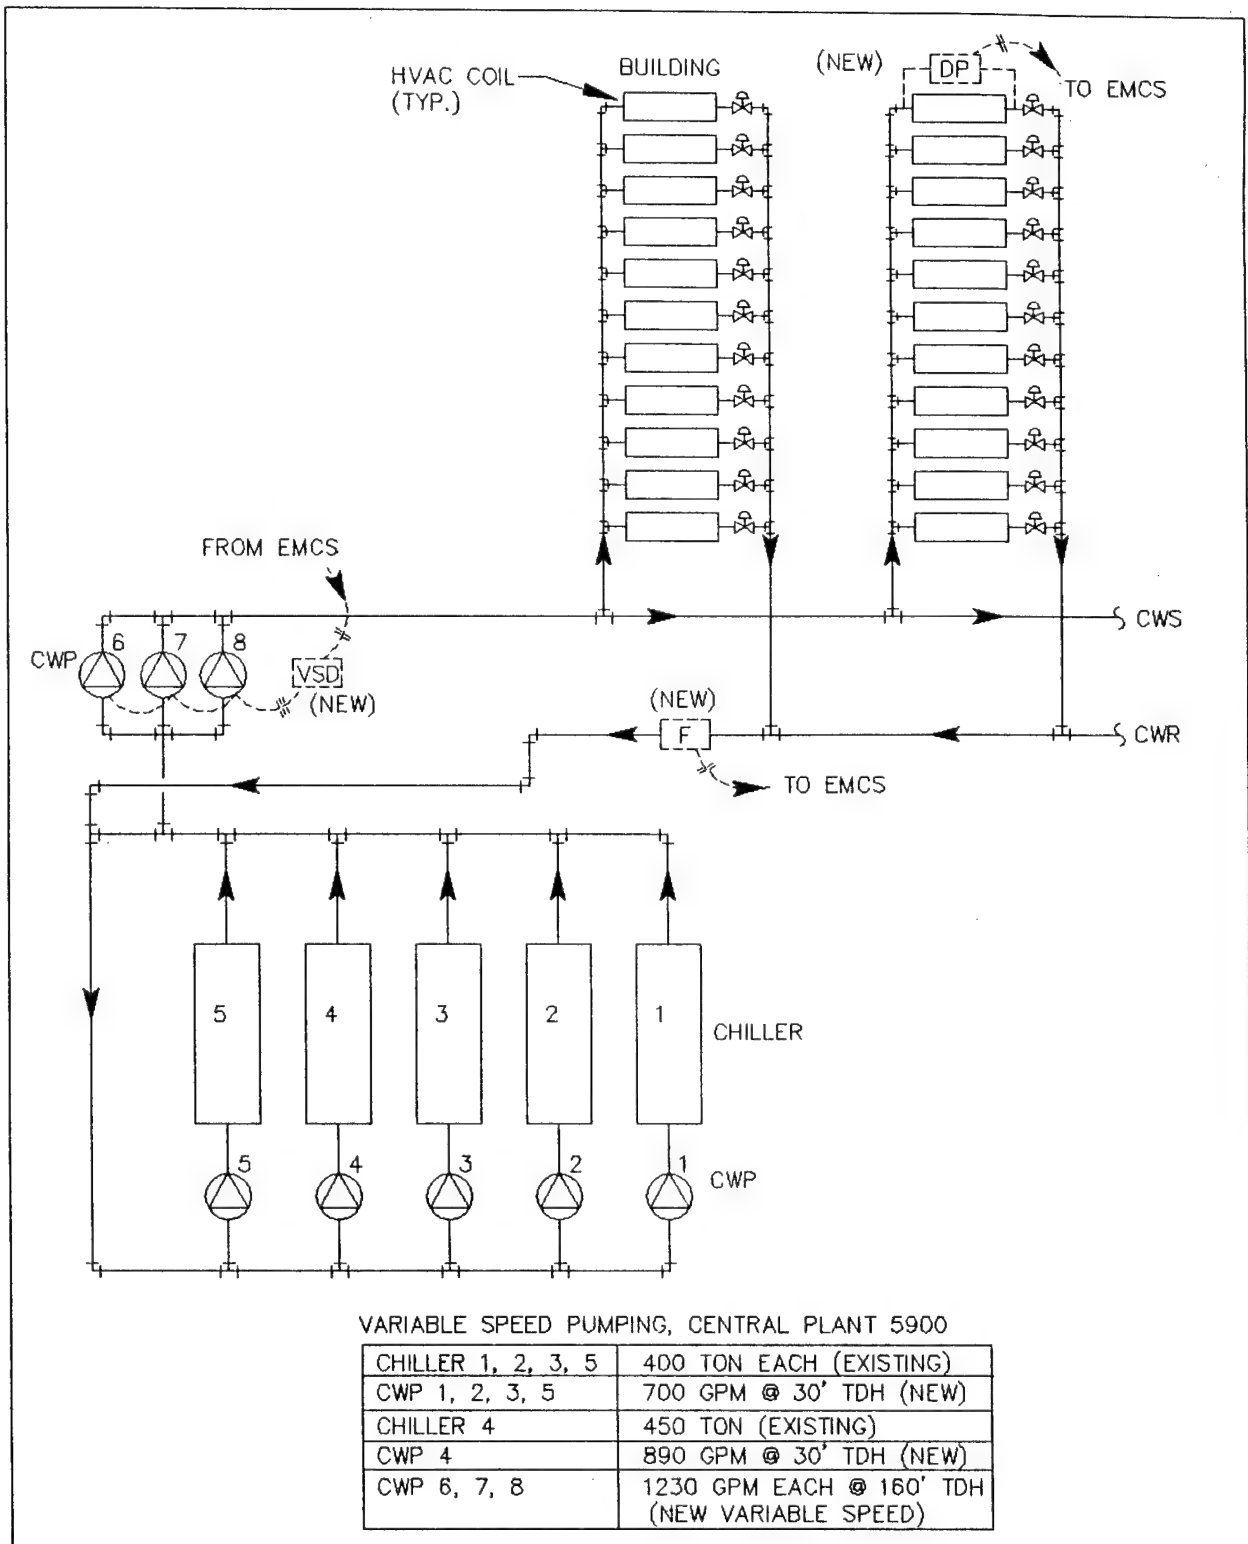 HVAC COIL
(TYP.)
BUILDING
(NEW)
DP
TO EMCS
FROM EMCS
CWP
6
7
8
VSD
(NEW)
CWS
(NEW)
F
CWR
TO EMCS
5
4
3
2
1
CHILLER
5
4
3
2
1
CWP
VARIABLE SPEED PUMPING, CENTRAL PLANT 5900
CHILLER 1, 2, 3, 5 400 TON EACH (EXISTING)
CWP 1, 2, 3, 5 700 GPM @ 30' TDH (NEW)
CHILLER 4 450 TON (EXISTING)
CWP 4 890 GPM @ 30' TDH (NEW)
CWP 6, 7, 8 1230 GPM EACH @ 160' TDH
(NEW VARIABLE SPEED)